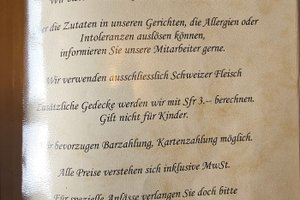 die Zutaten in unseren Gerichten, die Allergien oder
Intoleranzen auslösen können,
informieren Sie unsere Mitarbeiter gerne.
Wir verwenden ausschliesslich Schweizer Fleisch
Zusätzliche Gedecke werden wir mit Sfr 3.– berechnen.
Gilt nicht für Kinder.
bevorzugen Barzahlung, Kartenzahlung möglich.
Alle Preise verstehen sich inklusive MwSt.
Für spezielle Anlässe verlangen Sie doch bitte